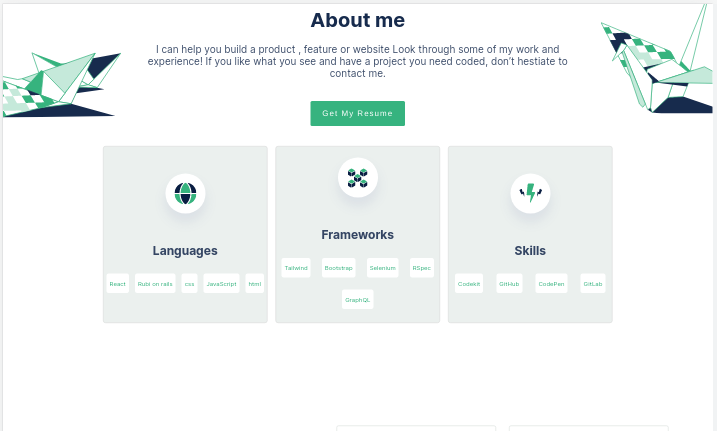 About me
I can help you build a product , feature or website Look through some of my work and
experience! If you like what you see and have a project you need coded, don't hestiate to
contact me.
Get My Resume
Languages
React Rubi on rails css JavaScript html
Frameworks
Tailwind Bootstrap Selenium RSpec
GraphQL
Skills
Codekit GitHub CodePen GitLab